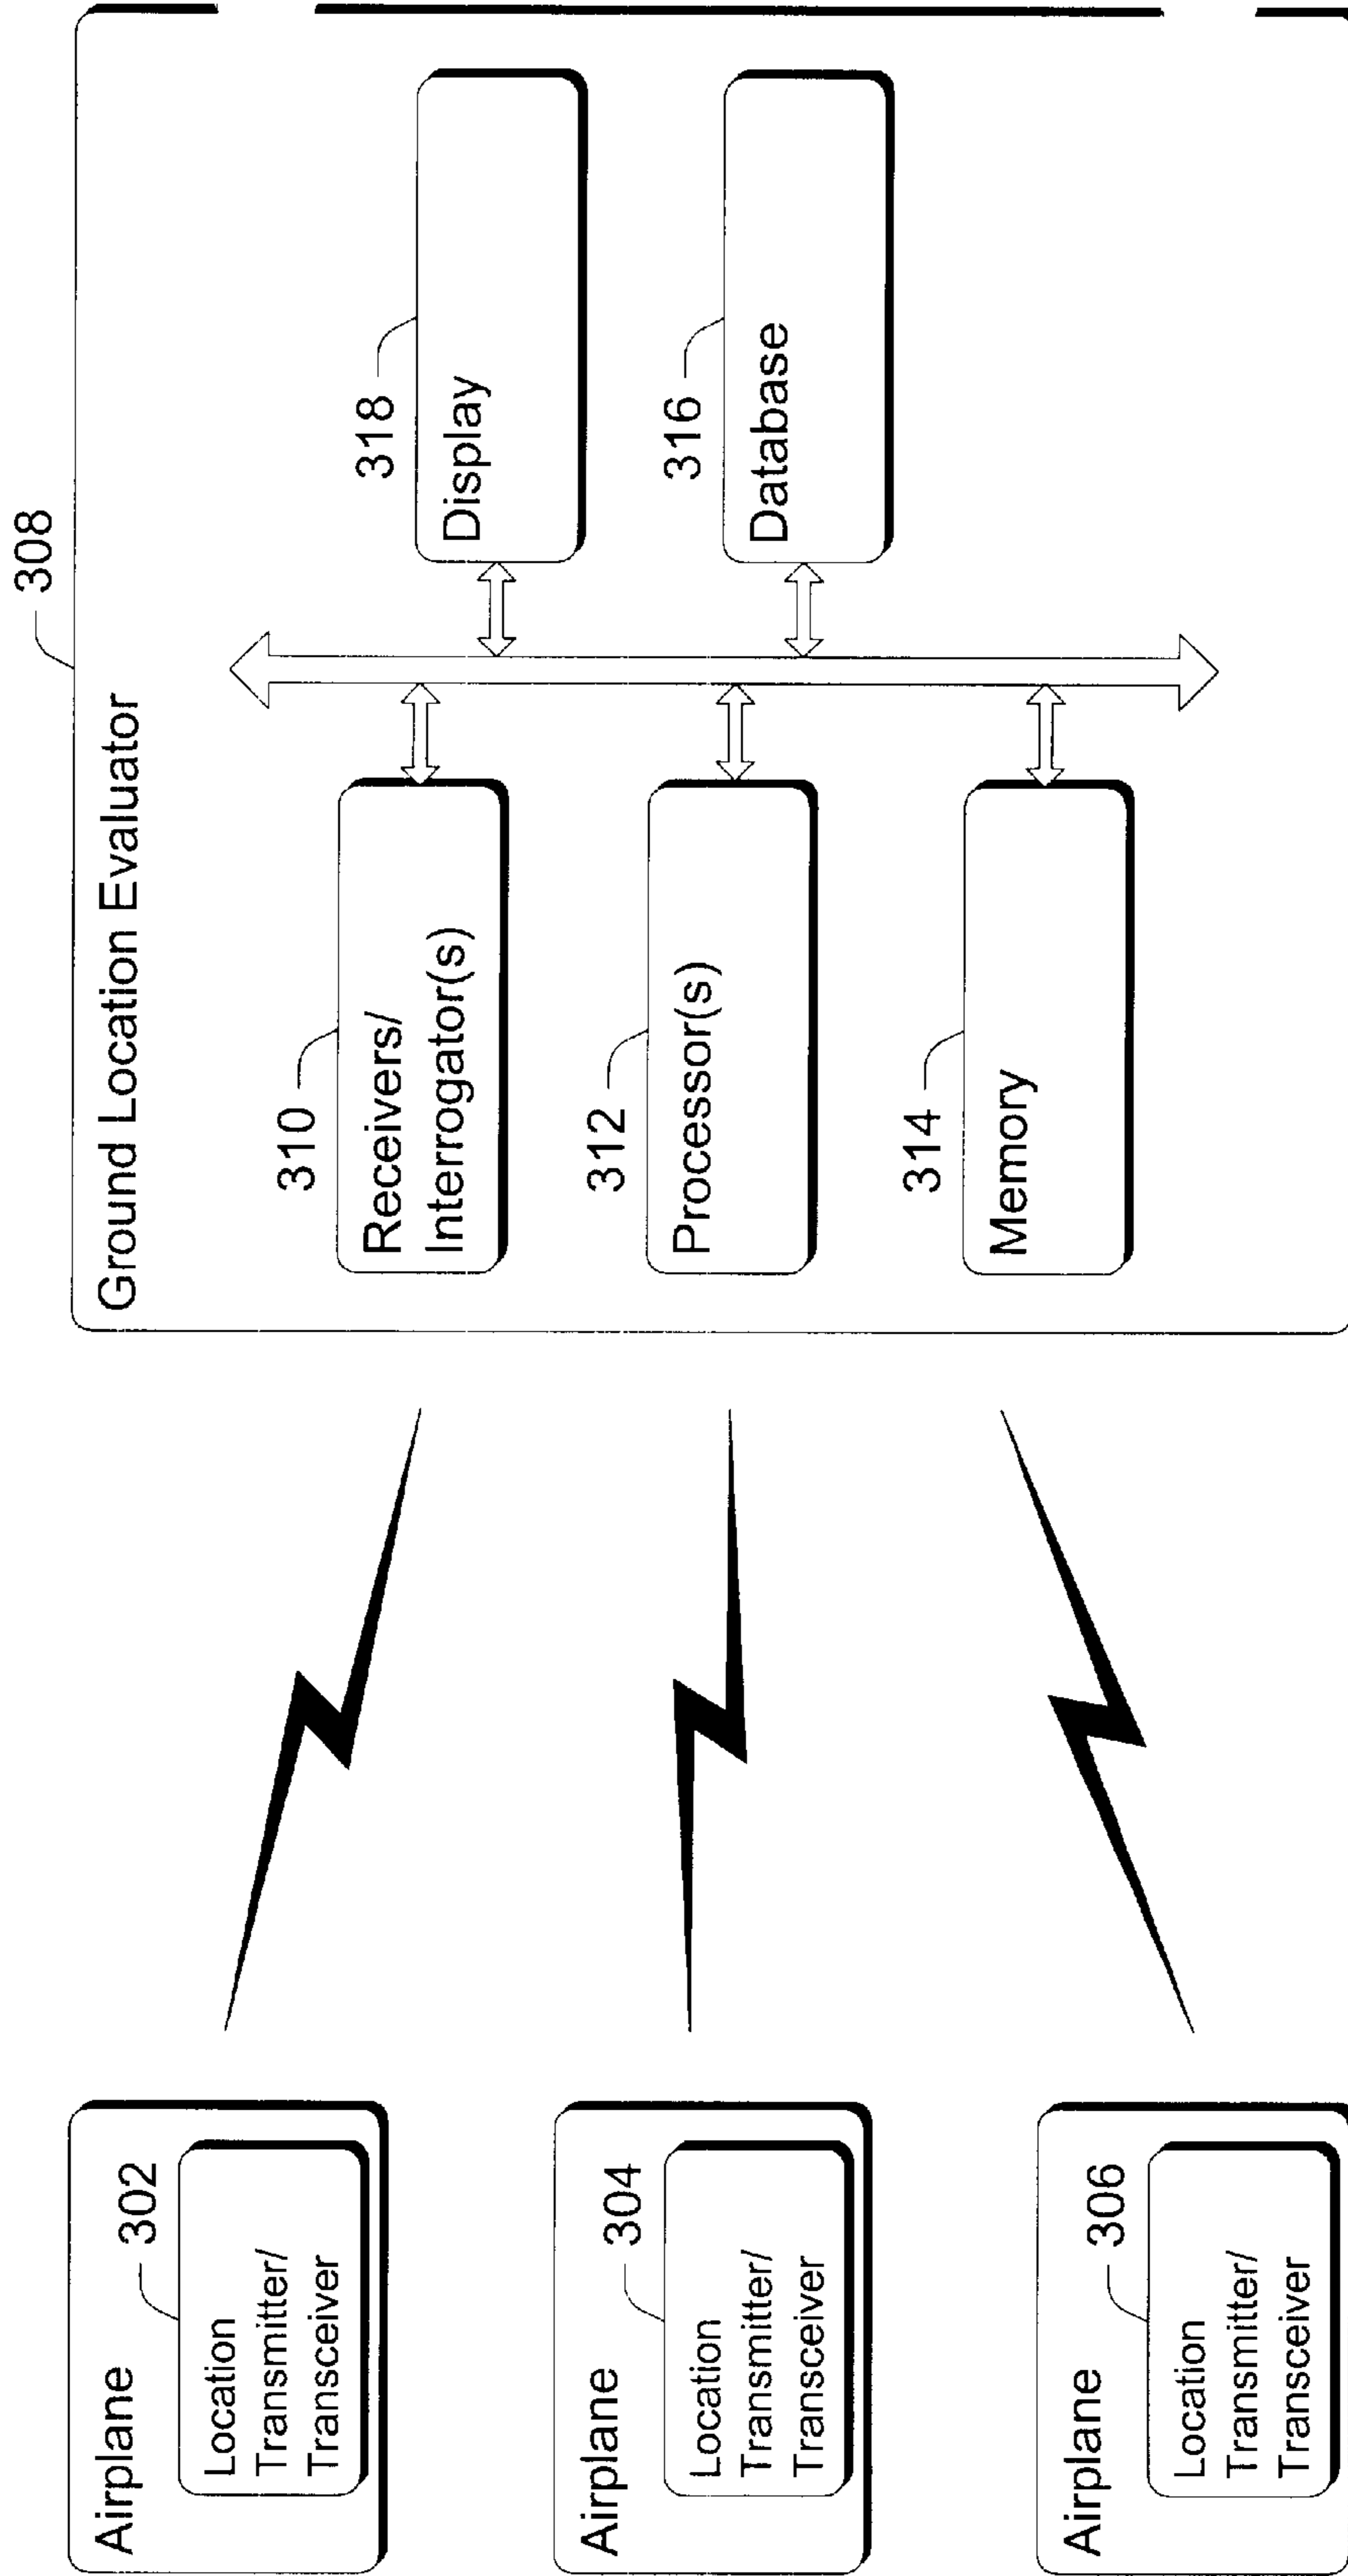 308
Ground Location Evaluator
310
Receivers/
Interrogator(s)
312
Processor(s)
314
Memory
318
Display
316
Database
Airplane
302
Location
Transmitter/
Transceiver
Airplane
304
Location
Transmitter/
Transceiver
Airplane
306
Location
Transmitter/
Transceiver